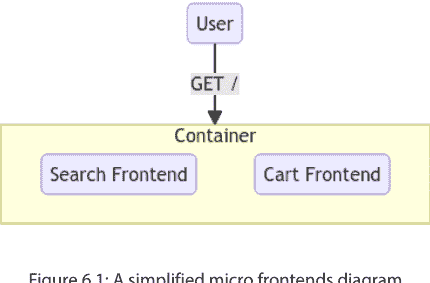 User
GET /
Container
Search Frontend
Cart Frontend
Figure 6.1: A simplified micro frontends diagram